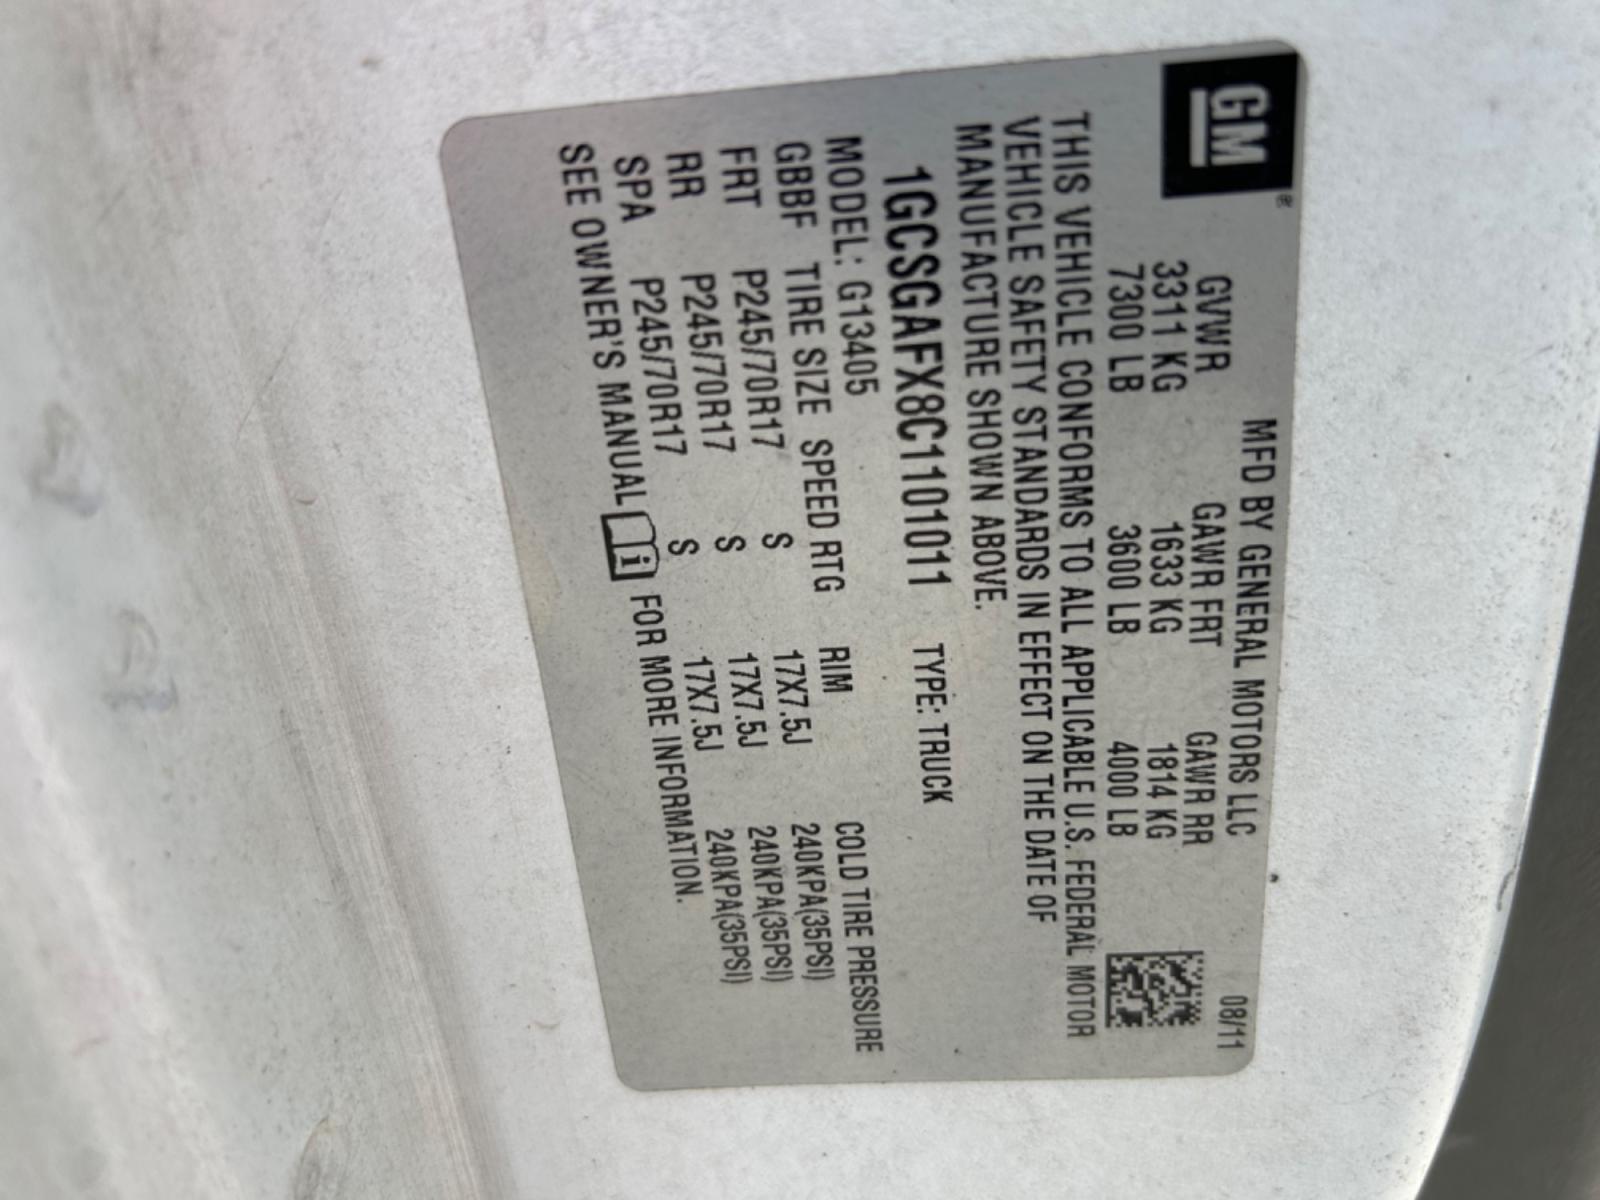 GM
MFD BY GENERAL MOTORS LLC 08/11
GVWR GAWR FRT GAWR RR
3311 KG 1633 KG 1814 KG
7300 LB 3600 LB 4000 LB
THIS VEHICLE CONFORMS TO ALL APPLICABLE U.S. FEDERAL MOTOR
VEHICLE SAFETY STANDARDS IN EFFECT ON THE DATE OF
MANUFACTURE SHOWN ABOVE.
1GCSGAFX8C1101011 TYPE: TRUCK
MODEL: G13405
GBBF TIRE SIZE SPEED RTG RIM COLD TIRE PRESSURE
FRT P245/70R17 S 17X7.5J 240KPA(35PSI)
RR P245/70R17 S 17X7.5J 240KPA(35PSI)
SPA P245/70R17 S 17X7.5J 240KPA(35PSI)
SEE OWNER'S MANUAL i FOR MORE INFORMATION.